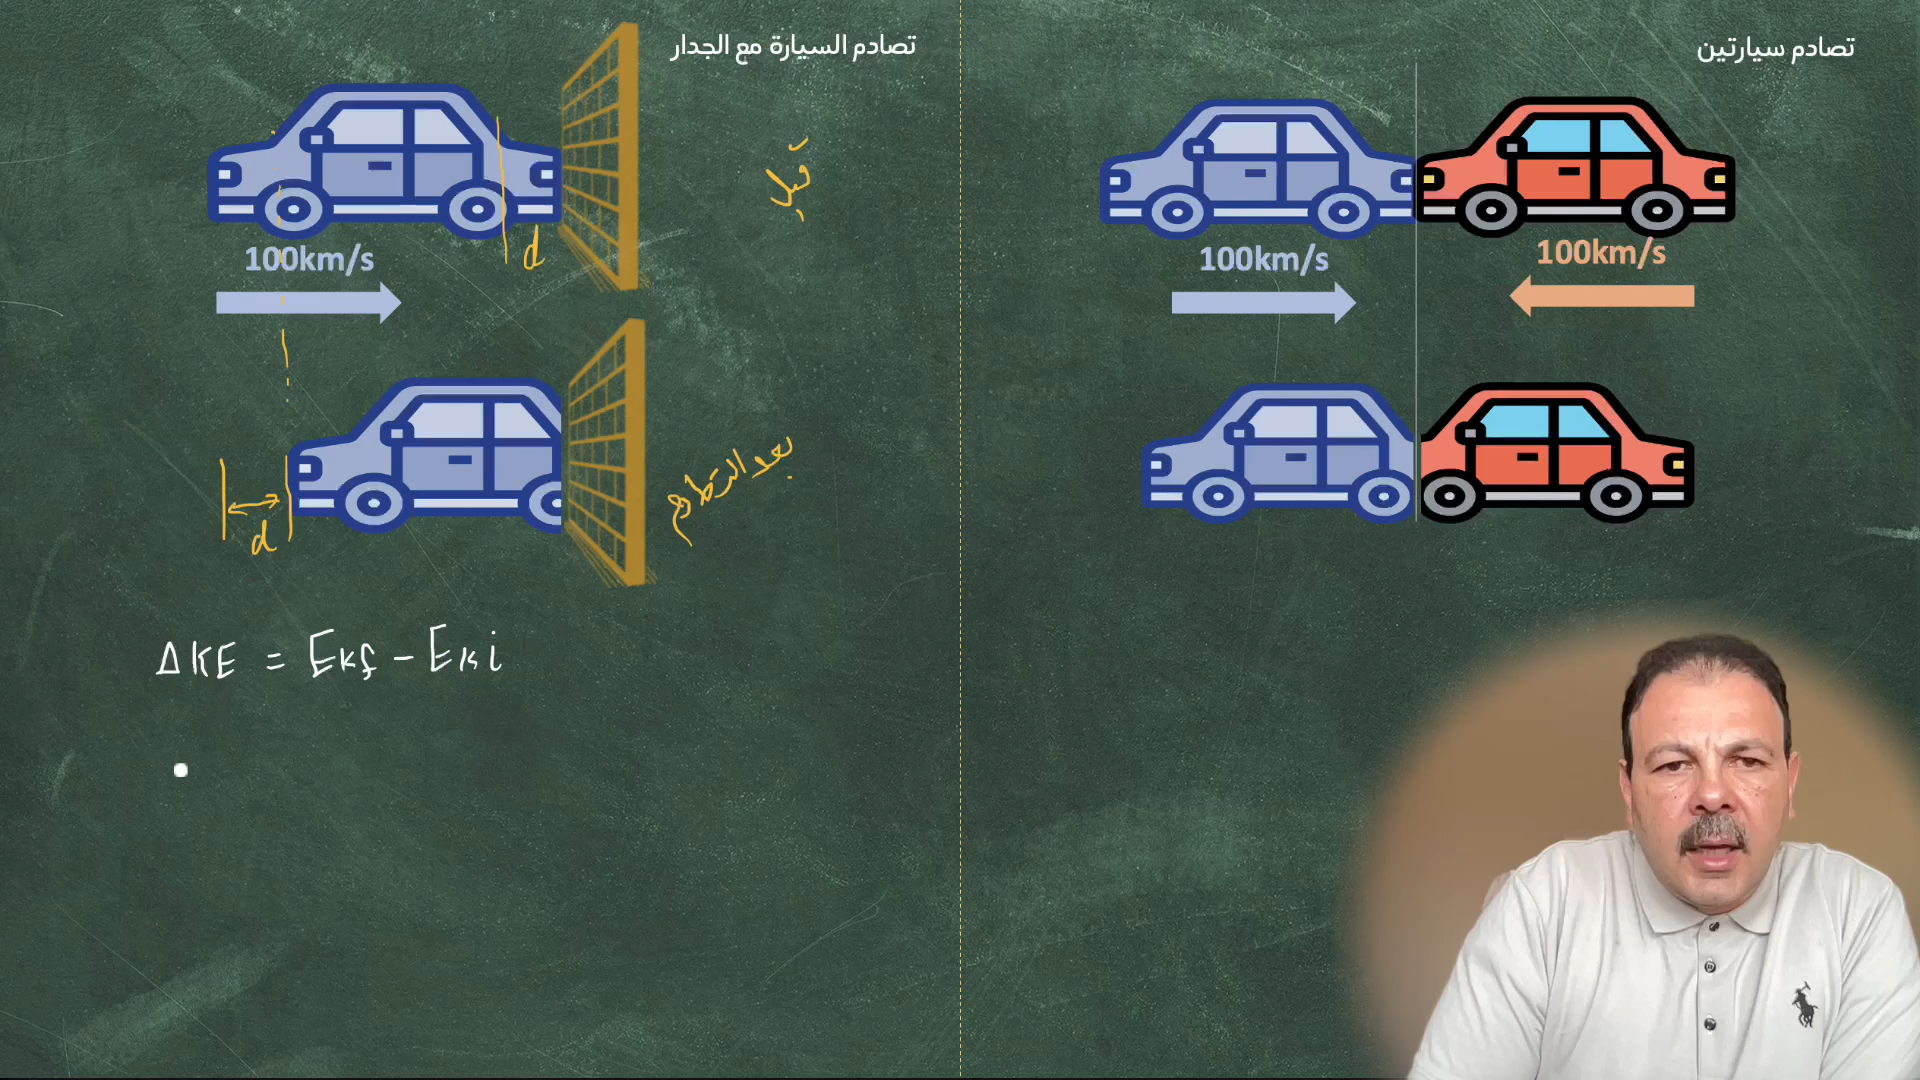 تصادم السيارة مع الجدار
تصادم سيارتين
قبل
d
100km/s
100km/s
100km/s
بعد التصادم
d
ΔKE = Ekf - Eki